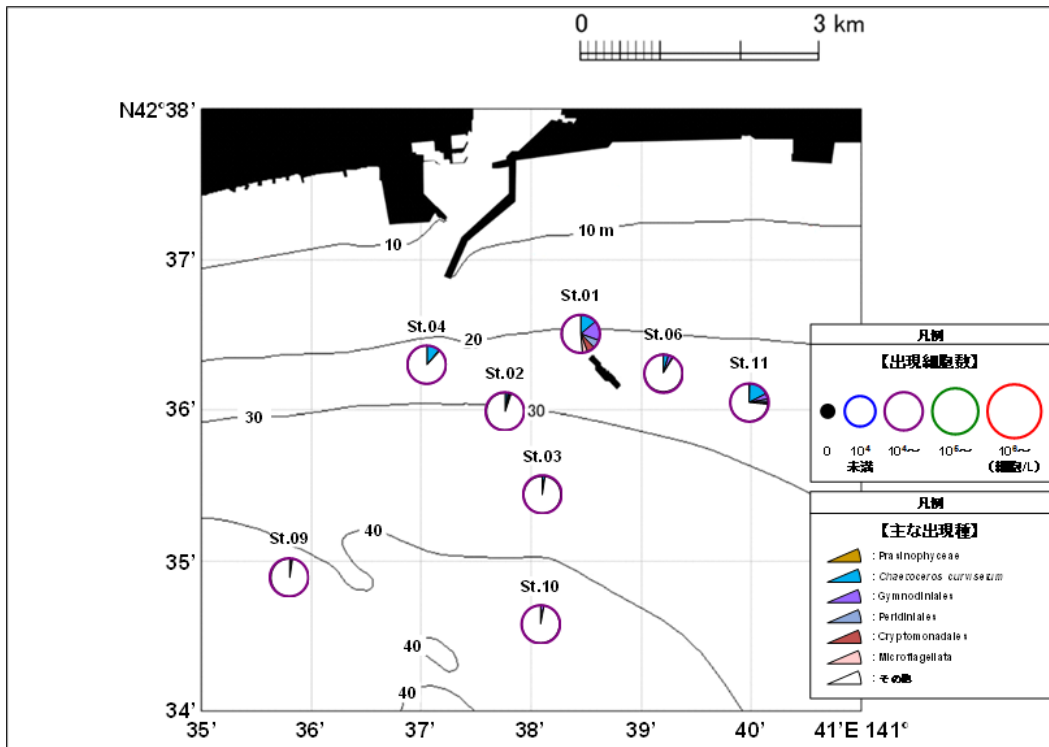 0 3 km
N42°38’
10
10 m
37’
St.01
St.04
20
St.06
St.11
St.02
36’
30
30
St.03
40
St.09
35’
St.10
40
40
34’
35’ 36’ 37’ 38’ 39’ 40’ 41’E 141°
凡例
【出現細胞数】
0 10⁴ 10⁴~ 10⁵~ 10⁶~
未満 (細胞/L)
凡例
【主な出現種】
: Prasinophyceae
: Chaetoceros curvisetum
: Gymnodiniales
: Peridiniales
: Cryptomonadales
: Microflagellata
: その他